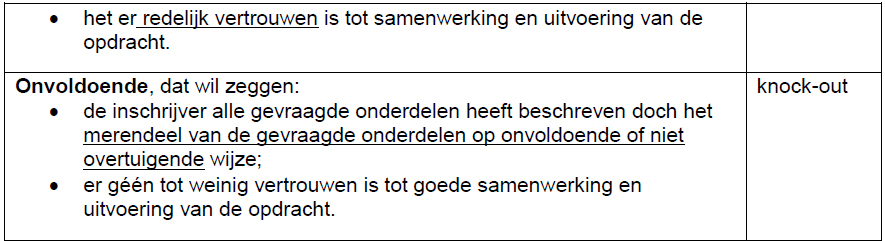 • het er redelijk vertrouwen is tot samenwerking en uitvoering van de
opdracht.
Onvoldoende, dat wil zeggen: knock-out
• de inschrijver alle gevraagde onderdelen heeft beschreven doch het
merendeel van de gevraagde onderdelen op onvoldoende of niet
overtuigende wijze;
• er géén tot weinig vertrouwen is tot goede samenwerking en
uitvoering van de opdracht.